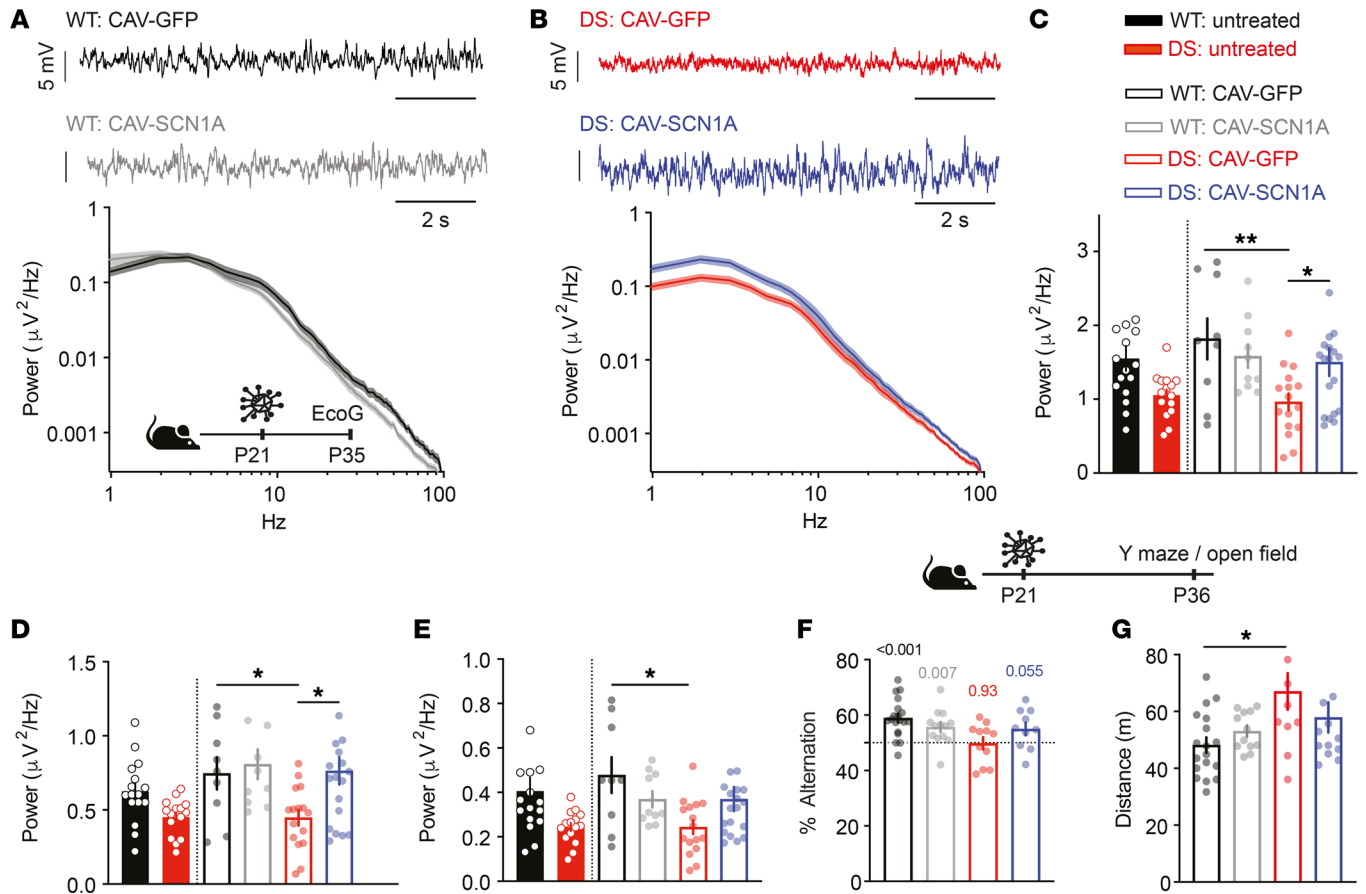 A
WT: CAV-GFP
5 mV
WT: CAV-SCN1A
2 s
Power (μV²/Hz)
1
0.1
0.01
0.001
EcoG
P21
P35
1
10
100
Hz
B
DS: CAV-GFP
5 mV
DS: CAV-SCN1A
2 s
Power (μV²/Hz)
1
0.1
0.01
0.001
1
10
100
Hz
C
WT: untreated
DS: untreated
WT: CAV-GFP
WT: CAV-SCN1A
DS: CAV-GFP
DS: CAV-SCN1A
Power (μV²/Hz)
3
2
1
0
**
*
Y maze / open field
P21
P36
D
Power (μV²/Hz)
1.5
1.0
0.5
0.0
*
*
E
Power (μV²/Hz)
1.0
0.8
0.6
0.4
0.2
0.0
*
F
% Alternation
80
60
40
20
0
<0.001
0.007
0.93
0.055
G
Distance (m)
80
60
40
20
0
*